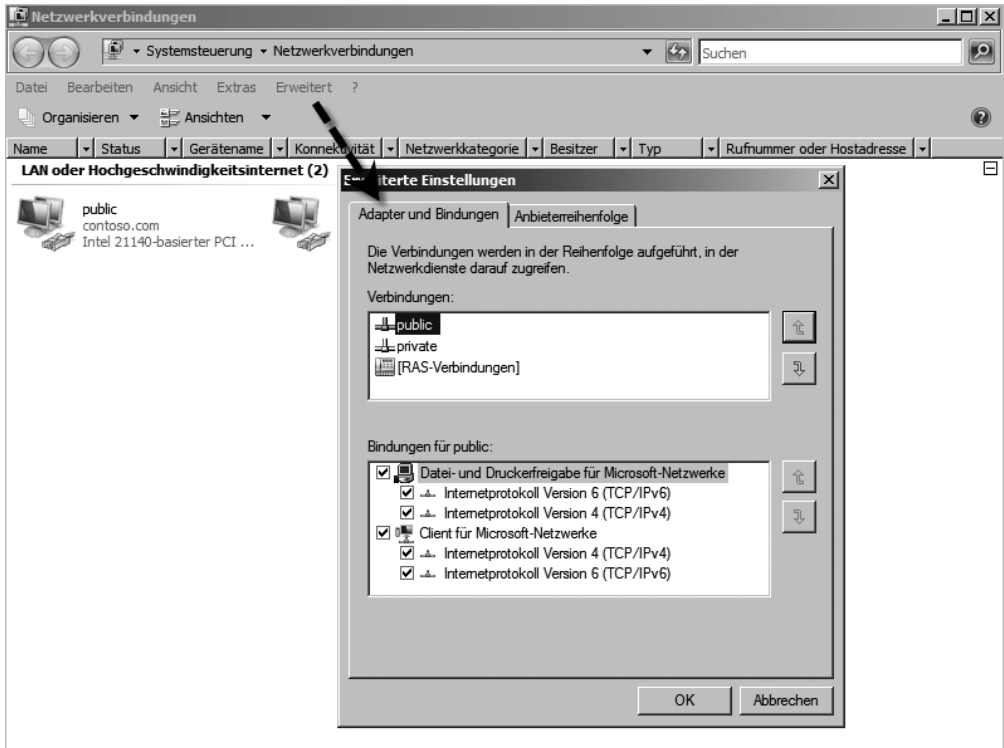 Netzwerkverbindungen
Systemsteuerung Netzwerkverbindungen
Suchen
Datei Bearbeiten Ansicht Extras Erweitert ?
Organisieren Ansichten
Name Status Gerätename Konnektivität Netzwerkkategorie Besitzer Typ Rufnummer oder Hostadresse
LAN oder Hochgeschwindigkeitsinternet (2)
public
contoso.com
Intel 21140-basierter PCI ...
Erweiterte Einstellungen
Adapter und Bindungen Anbieterreihenfolge
Die Verbindungen werden in der Reihenfolge aufgeführt, in der
Netzwerkdienste darauf zugreifen.
Verbindungen:
public
private
[RAS-Verbindungen]
Bindungen für public:
Datei- und Druckerfreigabe für Microsoft-Netzwerke
Internetprotokoll Version 6 (TCP/IPv6)
Internetprotokoll Version 4 (TCP/IPv4)
Client für Microsoft-Netzwerke
Internetprotokoll Version 4 (TCP/IPv4)
Internetprotokoll Version 6 (TCP/IPv6)
OK Abbrechen